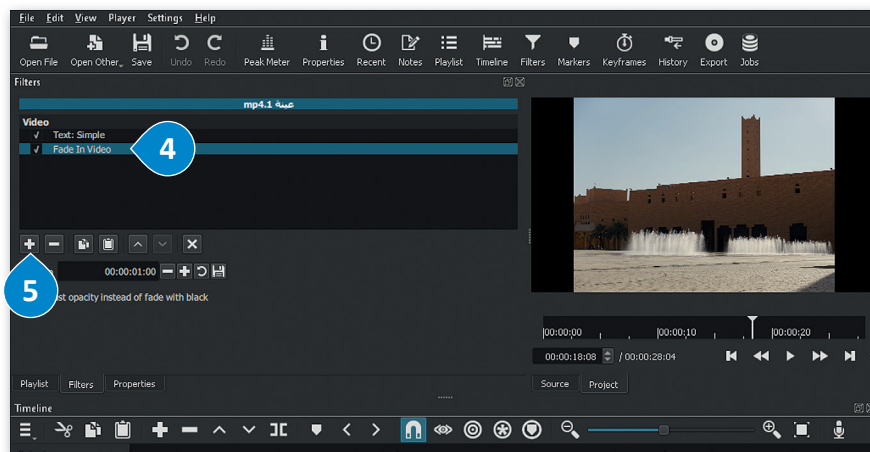 File Edit View Player Settings Help
Open File Open Other... Save Undo Redo Peak Meter Properties Recent Notes Playlist Timeline Filters Markers Keyframes History Export Jobs
Filters
عينة 1.mp4
Video
√ Text: Simple
√ Fade In Video
4
00:00:01:00
5
opacity instead of fade with black
|00:00:00 |00:00:10 |00:00:20
00:00:18:08 / 00:00:28:04
Playlist Filters Properties
Source Project
Timeline